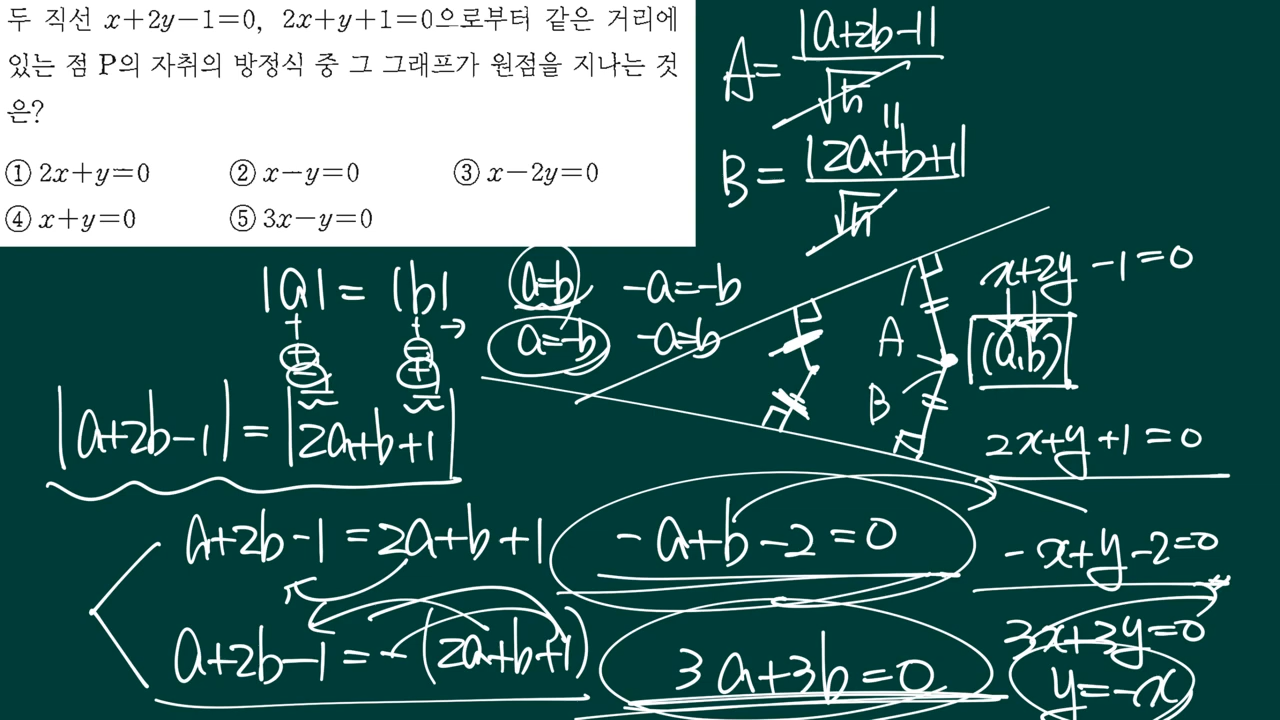 두 직선 x+2y−1=0, 2x+y+1=0으로부터 같은 거리에
있는 점 P의 자취의 방정식 중 그 그래프가 원점을 지나는 것
은?
① 2x+y=0 ② x−y=0 ③ x−2y=0
④ x+y=0 ⑤ 3x−y=0
A = |a+2b-1| / √5
||
B = |2a+b+1| / √5
|a| = |b| a=b -a=-b
+ + → a=-b -a=b
+ -
- +
x+2y-1=0
A (a,b)
B
2x+y+1=0
|a+2b-1| = |2a+b+1|
a+2b-1 = 2a+b+1 -a+b-2=0 -x+y-2=0
a+2b-1 = -(2a+b+1) 3a+3b=0 3x+3y=0
y=-x